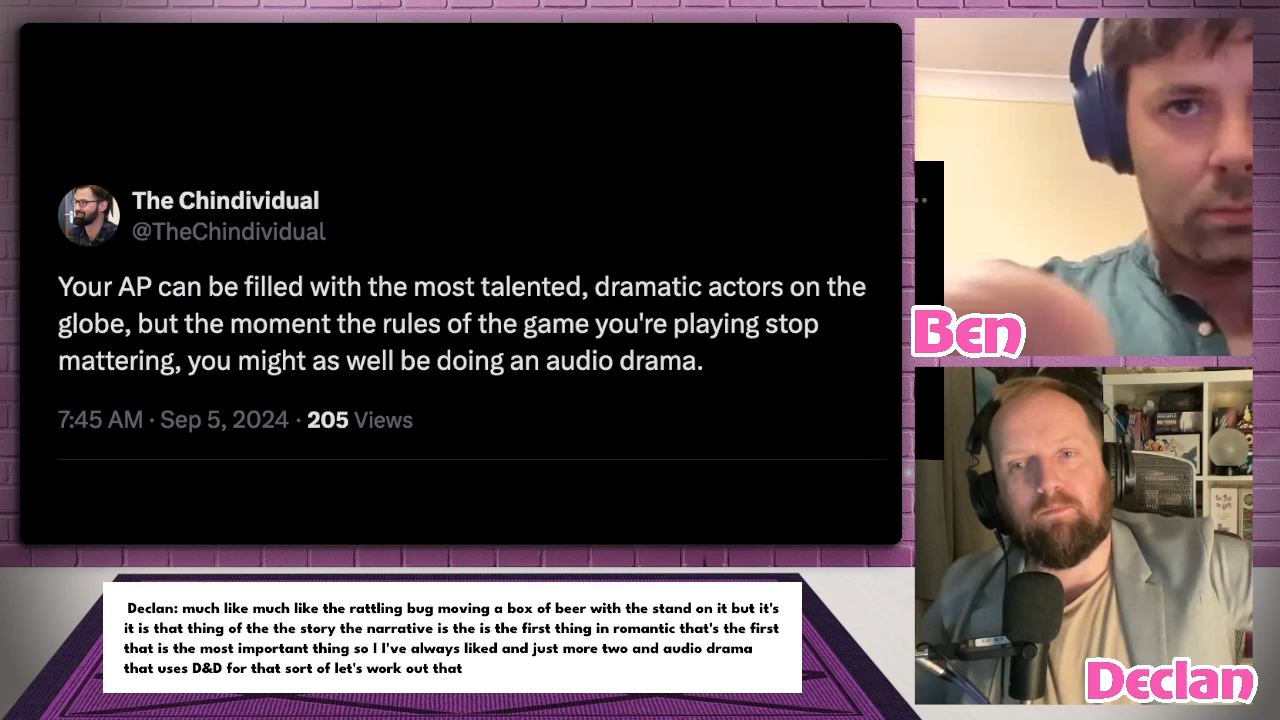 The Chindividual
@TheChindividual
Your AP can be filled with the most talented, dramatic actors on the
globe, but the moment the rules of the game you're playing stop
mattering, you might as well be doing an audio drama.
7:45 AM · Sep 5, 2024 · 205 Views
Ben
Declan: much like much like the rattling bug moving a box of beer with the stand on it but it's
it is that thing of the the story the narrative is the is the first thing in romantic that's the first
that is the most important thing so I I've always liked and just more two and audio drama
that uses D&D for that sort of let's work out that
Declan